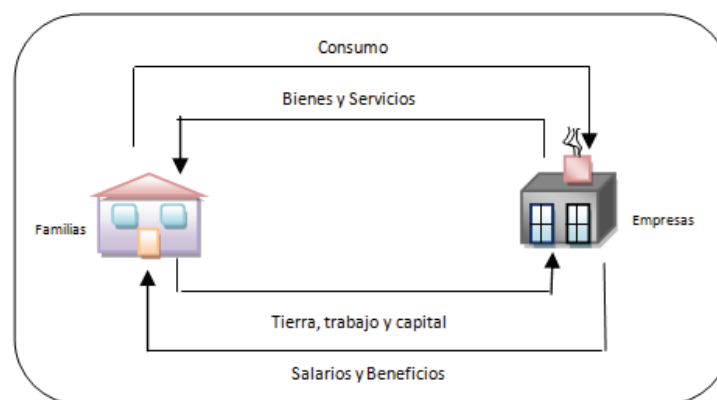 Consumo
Bienes y Servicios
Familias
Empresas
Tierra, trabajo y capital
Salarios y Beneficios